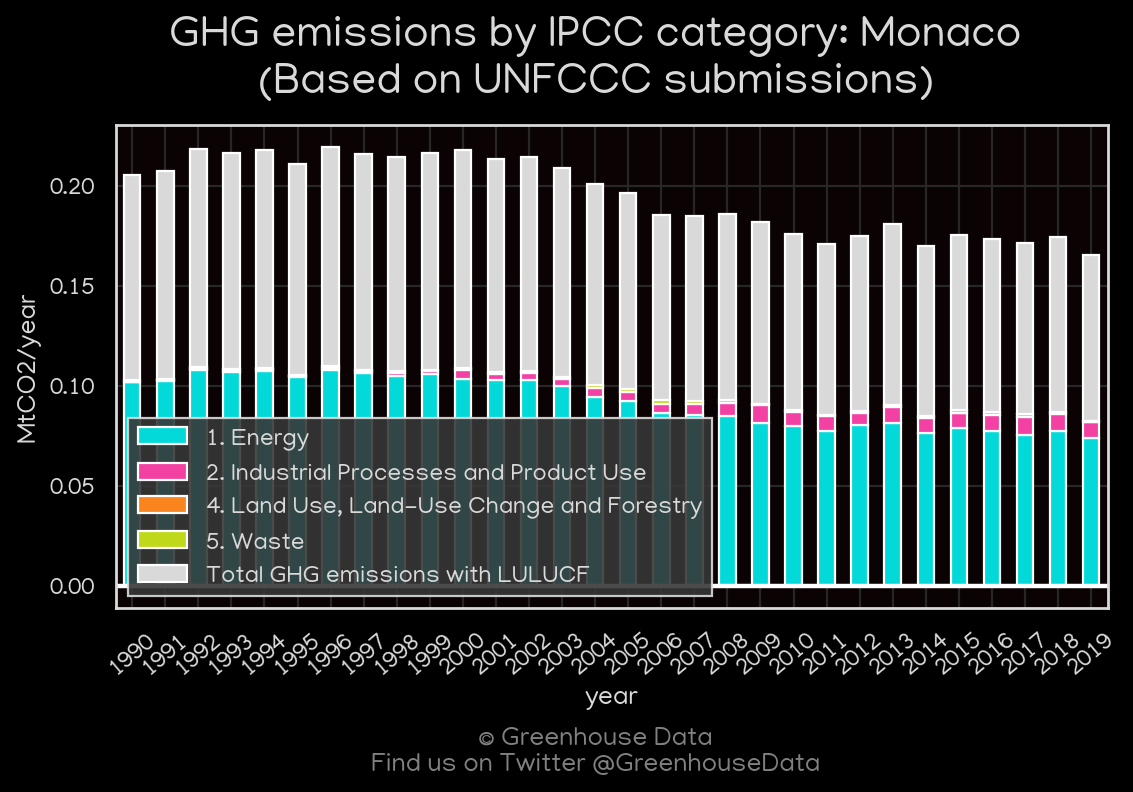 GHG emissions by IPCC category: Monaco
(Based on UNFCCC submissions)
MtCO2/year
0.20
0.15
0.10
0.05
0.00
1. Energy
2. Industrial Processes and Product Use
4. Land Use, Land-Use Change and Forestry
5. Waste
Total GHG emissions with LULUCF
1990 1991 1992 1993 1994 1995 1996 1997 1998 1999 2000 2001 2002 2003 2004 2005 2006 2007 2008 2009 2010 2011 2012 2013 2014 2015 2016 2017 2018 2019
year
© Greenhouse Data
Find us on Twitter @GreenhouseData